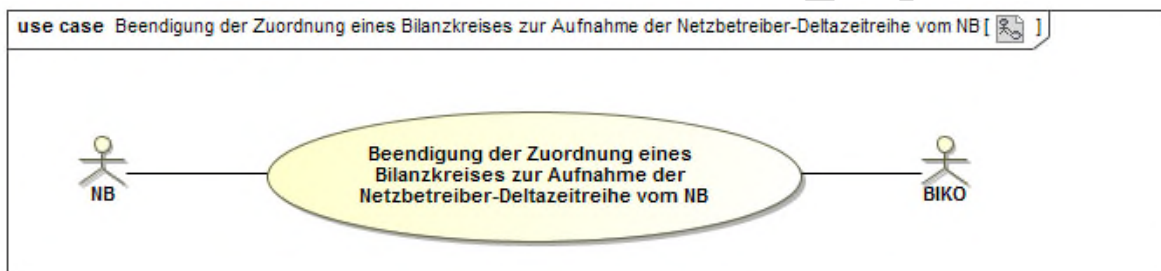 use case Beendigung der Zuordnung eines Bilanzkreises zur Aufnahme der Netzbetreiber-Deltazeitreihe vom NB [ ]
Beendigung der Zuordnung eines
Bilanzkreises zur Aufnahme der
Netzbetreiber-Deltazeitreihe vom NB
NB
BIKO